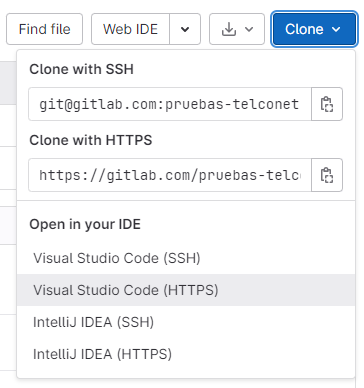 Find file
Web IDE
Clone
Clone with SSH
git@gitlab.com:pruebas-telconet
Clone with HTTPS
https://gitlab.com/pruebas-telc
Open in your IDE
Visual Studio Code (SSH)
Visual Studio Code (HTTPS)
IntelliJ IDEA (SSH)
IntelliJ IDEA (HTTPS)